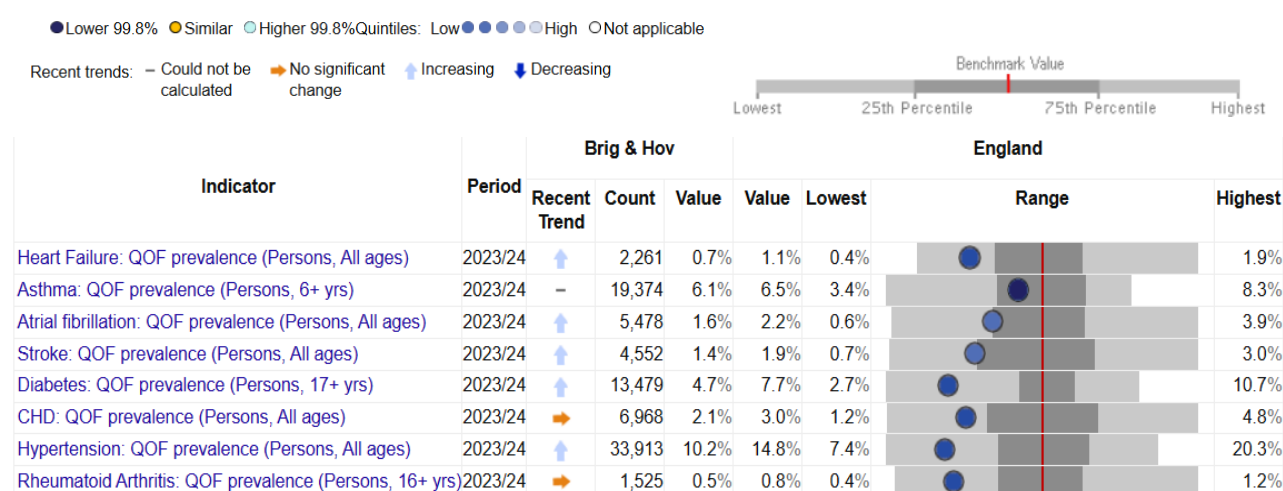 Lower 99.8% Similar Higher 99.8%Quintiles: Low High Not applicable
Recent trends: – Could not be calculated No significant change Increasing Decreasing
Benchmark Value
Lowest 25th Percentile 75th Percentile Highest
Brig & Hov England
Indicator Period Recent Trend Count Value Value Lowest Range Highest
Heart Failure: QOF prevalence (Persons, All ages) 2023/24 2,261 0.7% 1.1% 0.4% 1.9%
Asthma: QOF prevalence (Persons, 6+ yrs) 2023/24 – 19,374 6.1% 6.5% 3.4% 8.3%
Atrial fibrillation: QOF prevalence (Persons, All ages) 2023/24 5,478 1.6% 2.2% 0.6% 3.9%
Stroke: QOF prevalence (Persons, All ages) 2023/24 4,552 1.4% 1.9% 0.7% 3.0%
Diabetes: QOF prevalence (Persons, 17+ yrs) 2023/24 13,479 4.7% 7.7% 2.7% 10.7%
CHD: QOF prevalence (Persons, All ages) 2023/24 6,968 2.1% 3.0% 1.2% 4.8%
Hypertension: QOF prevalence (Persons, All ages) 2023/24 33,913 10.2% 14.8% 7.4% 20.3%
Rheumatoid Arthritis: QOF prevalence (Persons, 16+ yrs) 2023/24 1,525 0.5% 0.8% 0.4% 1.2%